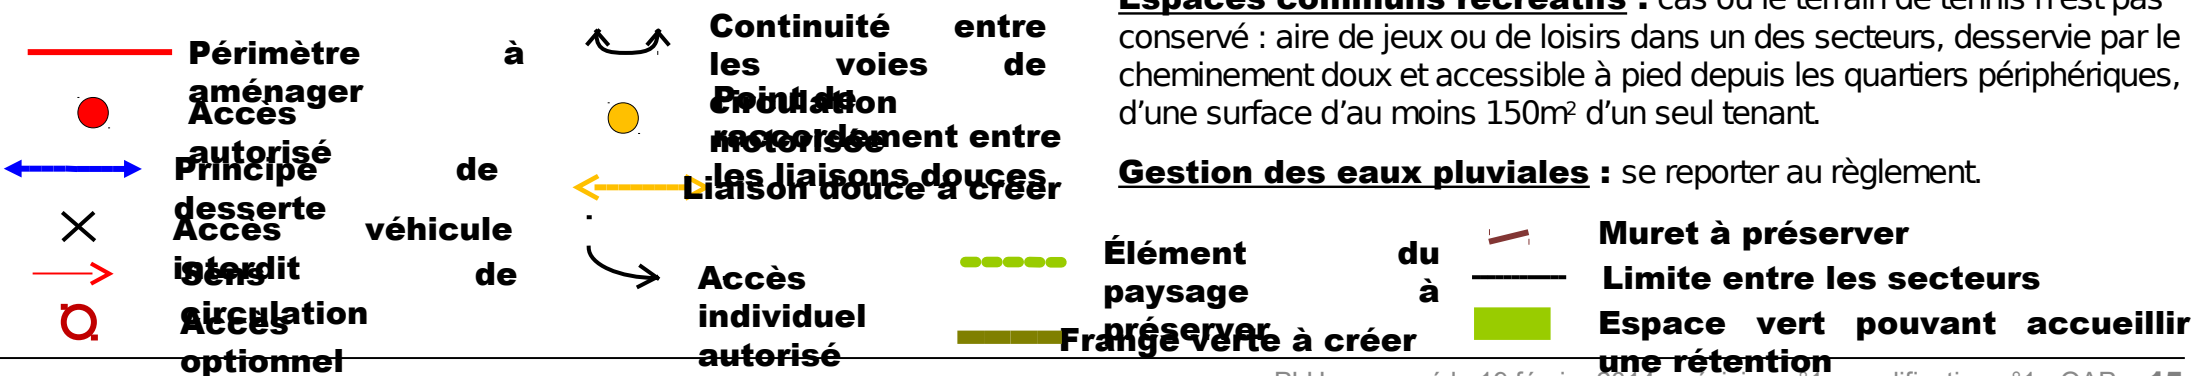 Périmètre à
aménager
Accès
autorisé
Principe de
desserte
Accès véhicule
interdit
Sens de
circulation
Accès
optionnel
Continuité entre
les voies de
circulation
motorisée
Point de
raccordement entre
les liaisons douces
Liaison douce à créer
Accès
individuel
autorisé
Espaces communs récréatifs : cas où le terrain de tennis n'est pas
conservé : aire de jeux ou de loisirs dans un des secteurs, desservie par le
cheminement doux et accessible à pied depuis les quartiers périphériques,
d'une surface d'au moins 150m² d'un seul tenant.
Gestion des eaux pluviales : se reporter au règlement.
Élément du
paysage à
préserver
Frange verte à créer
Muret à préserver
Limite entre les secteurs
Espace vert pouvant accueillir
une rétention